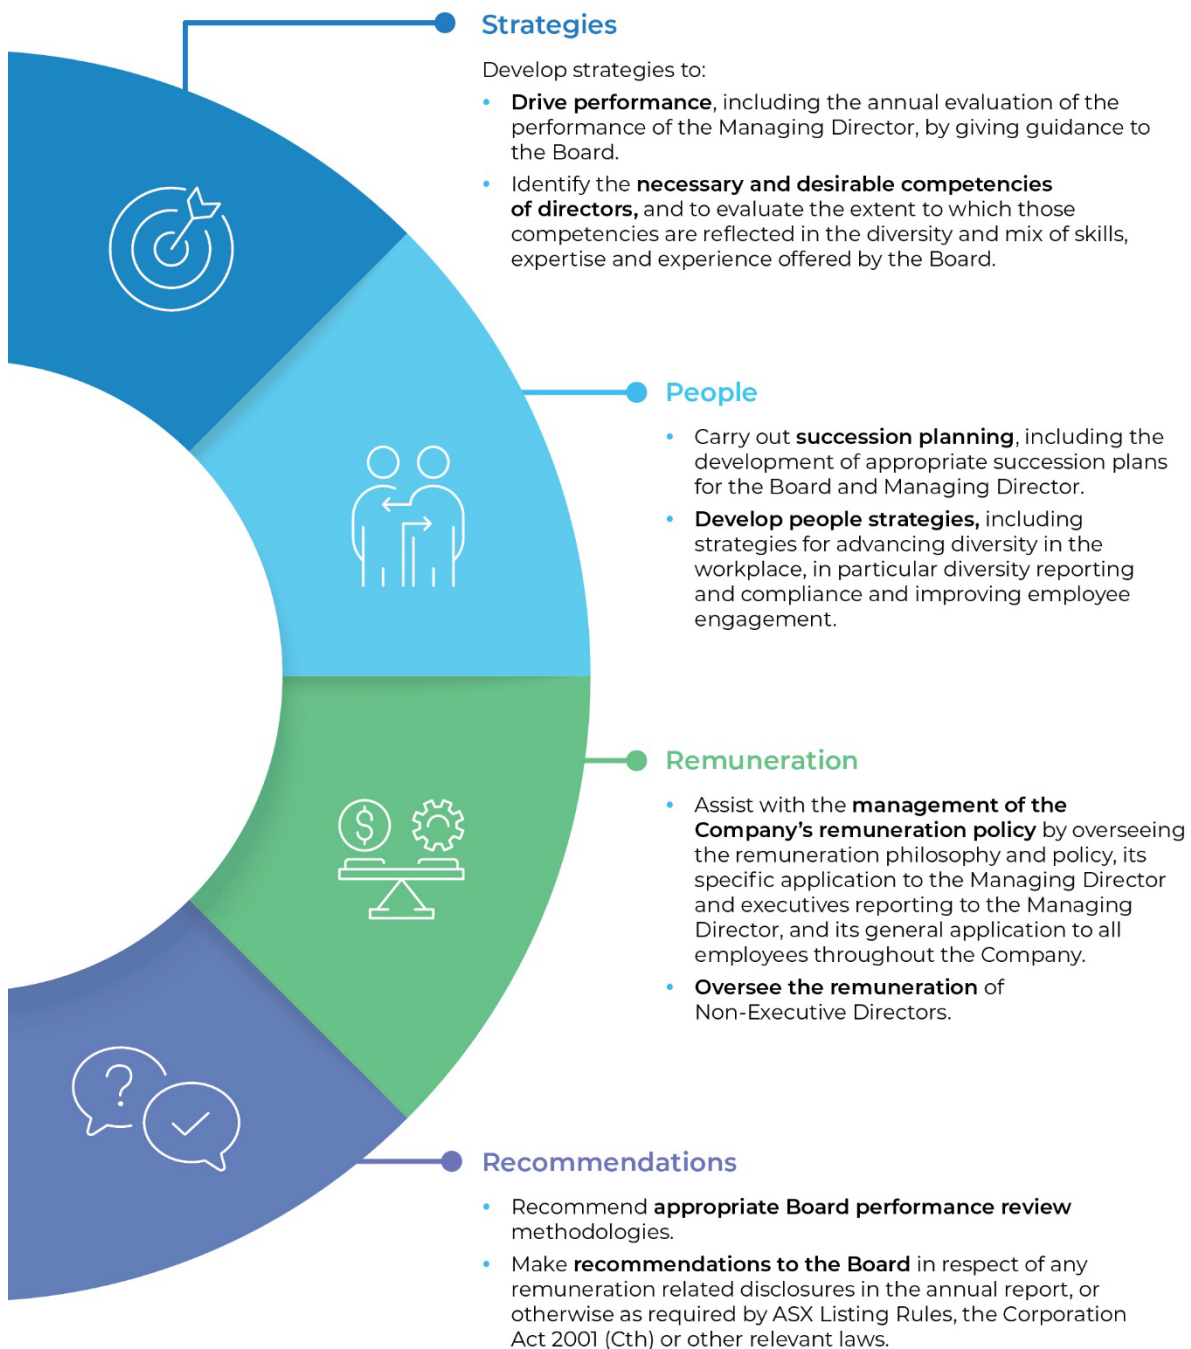 Strategies
Develop strategies to:
• Drive performance, including the annual evaluation of the
performance of the Managing Director, by giving guidance to
the Board.
• Identify the necessary and desirable competencies
of directors, and to evaluate the extent to which those
competencies are reflected in the diversity and mix of skills,
expertise and experience offered by the Board.
People
• Carry out succession planning, including the
development of appropriate succession plans
for the Board and Managing Director.
• Develop people strategies, including
strategies for advancing diversity in the
workplace, in particular diversity reporting
and compliance and improving employee
engagement.
Remuneration
• Assist with the management of the
Company’s remuneration policy by overseeing
the remuneration philosophy and policy, its
specific application to the Managing Director
and executives reporting to the Managing
Director, and its general application to all
employees throughout the Company.
• Oversee the remuneration of
Non-Executive Directors.
Recommendations
• Recommend appropriate Board performance review
methodologies.
• Make recommendations to the Board in respect of any
remuneration related disclosures in the annual report, or
otherwise as required by ASX Listing Rules, the Corporation
Act 2001 (Cth) or other relevant laws.